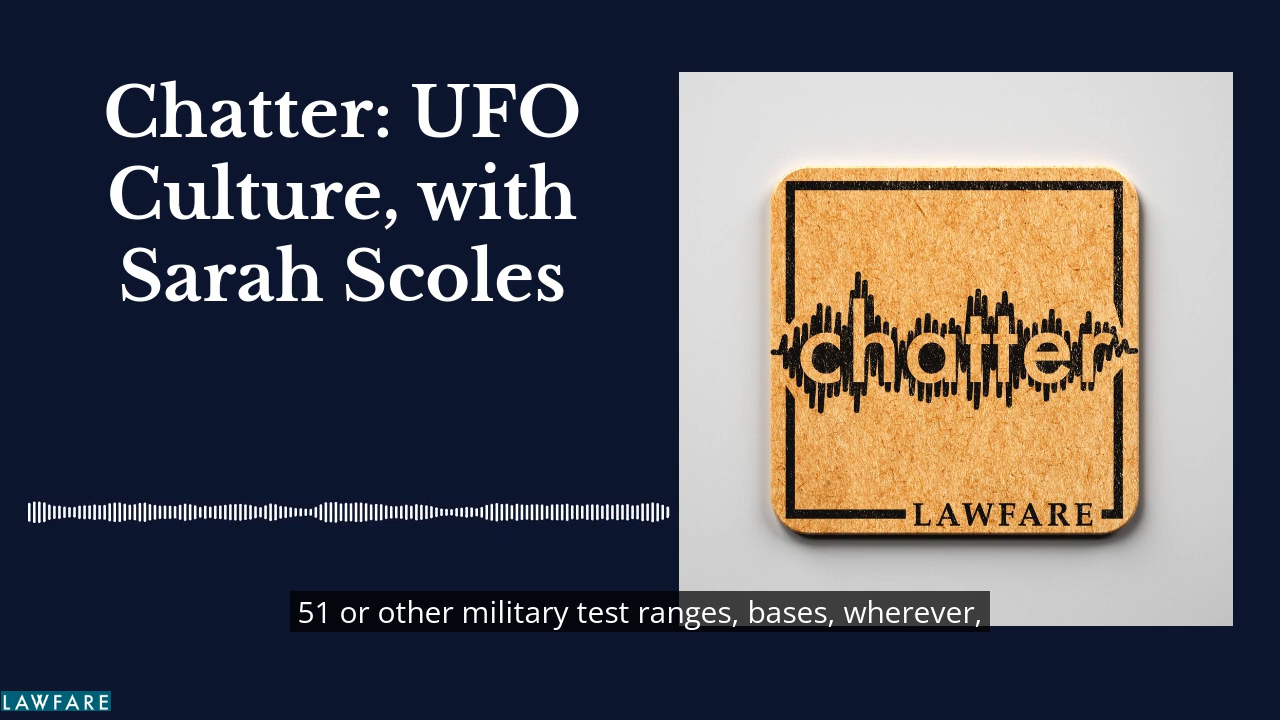 Chatter: UFO
Culture, with
Sarah Scoles
chatter
LAWFARE
51 or other military test ranges, bases, wherever,
LAWFARE